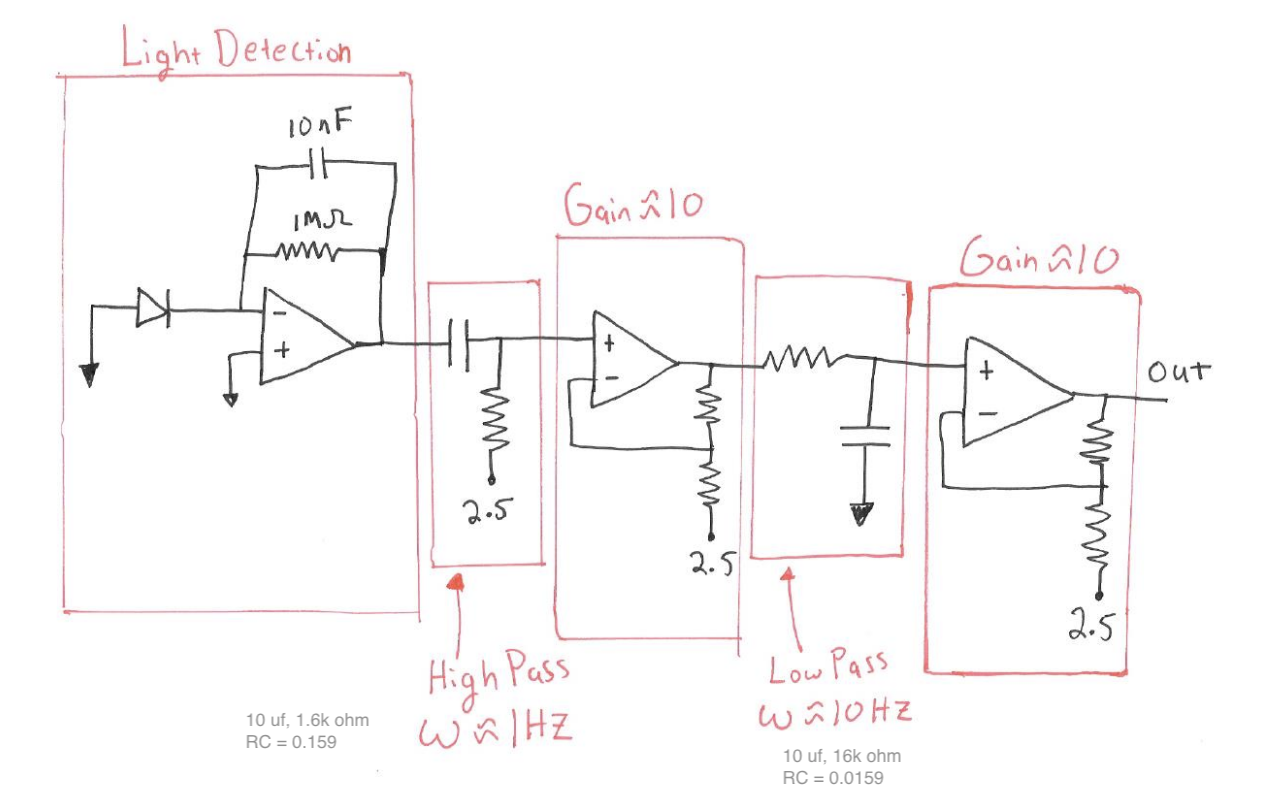 Light Detection
10nF
1MΩ
-
+
2.5
High Pass
ω ≈ 1HZ
10 uf, 1.6k ohm
RC = 0.159
Gain ≈ 10
+
-
2.5
Low Pass
ω ≈ 10HZ
10 uf, 16k ohm
RC = 0.0159
Gain ≈ 10
+
-
2.5
Out